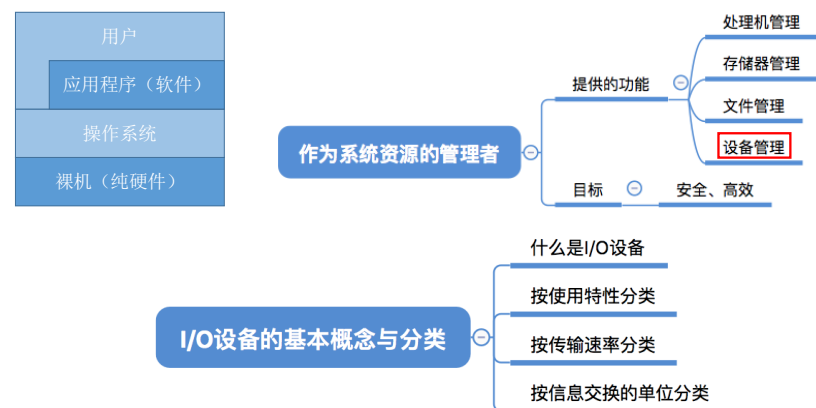 用户
应用程序（软件）
操作系统
裸机（纯硬件）
作为系统资源的管理者
提供的功能
处理机管理
存储器管理
文件管理
设备管理
目标
安全、高效
I/O设备的基本概念与分类
什么是I/O设备
按使用特性分类
按传输速率分类
按信息交换的单位分类